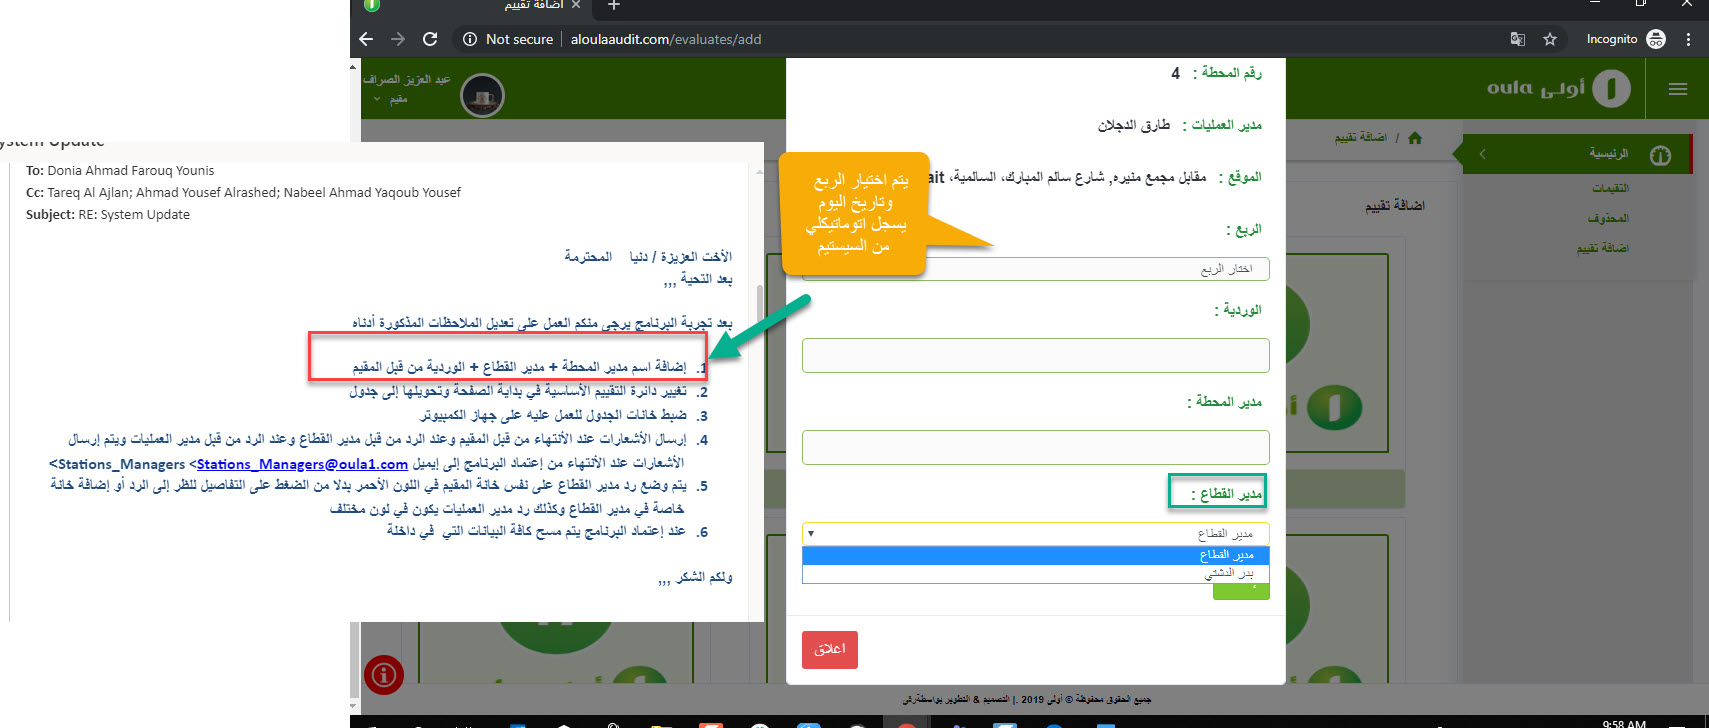 اضافة تقييم
Not secure
aloulaaudit.com/evaluates/add
Incognito
عبد العزيز الصراف
مقيم
أولى oula
الرئيسية
التقيمات
المحذوف
اضافة تقييم
/ اضافة تقييم
اضافة تقييم
رقم المحطة : 4
مدير العمليات : طارق الدجلان
الموقع : مقابل مجمع منيره, شارع سالم المبارك، السالمية،
الربع :
اختار الربع
الوردية :
مدير المحطة :
مدير القطاع :
مدير القطاع
مدير القطاع
بدر الدشتي
اغلاق
يتم اختيار الربع
وتاريخ اليوم
يسجل اتوماتيكلي
من السيستيم
System Update
To: Donia Ahmad Farouq Younis
Cc: Tareq Al Ajlan; Ahmad Yousef Alrashed; Nabeel Ahmad Yaqoub Yousef
Subject: RE: System Update
الأخت العزيزة / دنيا المحترمة
بعد التحية ,,,
بعد تجربة البرنامج يرجى منكم العمل على تعديل الملاحظات المذكورة أدناه
1. إضافة اسم مدير المحطة + مدير القطاع + الوردية من قبل المقيم
2. تغيير دائرة التقييم الأساسية في بداية الصفحة وتحويلها إلى جدول
3. ضبط خانات الجدول للعمل عليه على جهاز الكمبيوتر
4. إرسال الأشعارات عند الأنتهاء من قبل المقيم وعند الرد من قبل مدير القطاع وعند الرد من قبل مدير العمليات ويتم إرسال
الأشعارات عند الأنتهاء من إعتماد البرنامج إلى إيميل Stations_Managers <Stations_Managers@oula1.com>
5. يتم وضع رد مدير القطاع على نفس خانة المقيم في اللون الأحمر بدلا من الضغط على التفاصيل للنظر إلى الرد أو إضافة خانة
خاصة في مدير القطاع وكذلك رد مدير العمليات يكون في لون مختلف
6. عند إعتماد البرنامج يتم مسح كافة البيانات التي في داخلة
ولكم الشكر ,,,
جميع الحقوق محفوظة © أولى 2019 .| التصميم & التطوير بواسطةرقى
9:58 AM